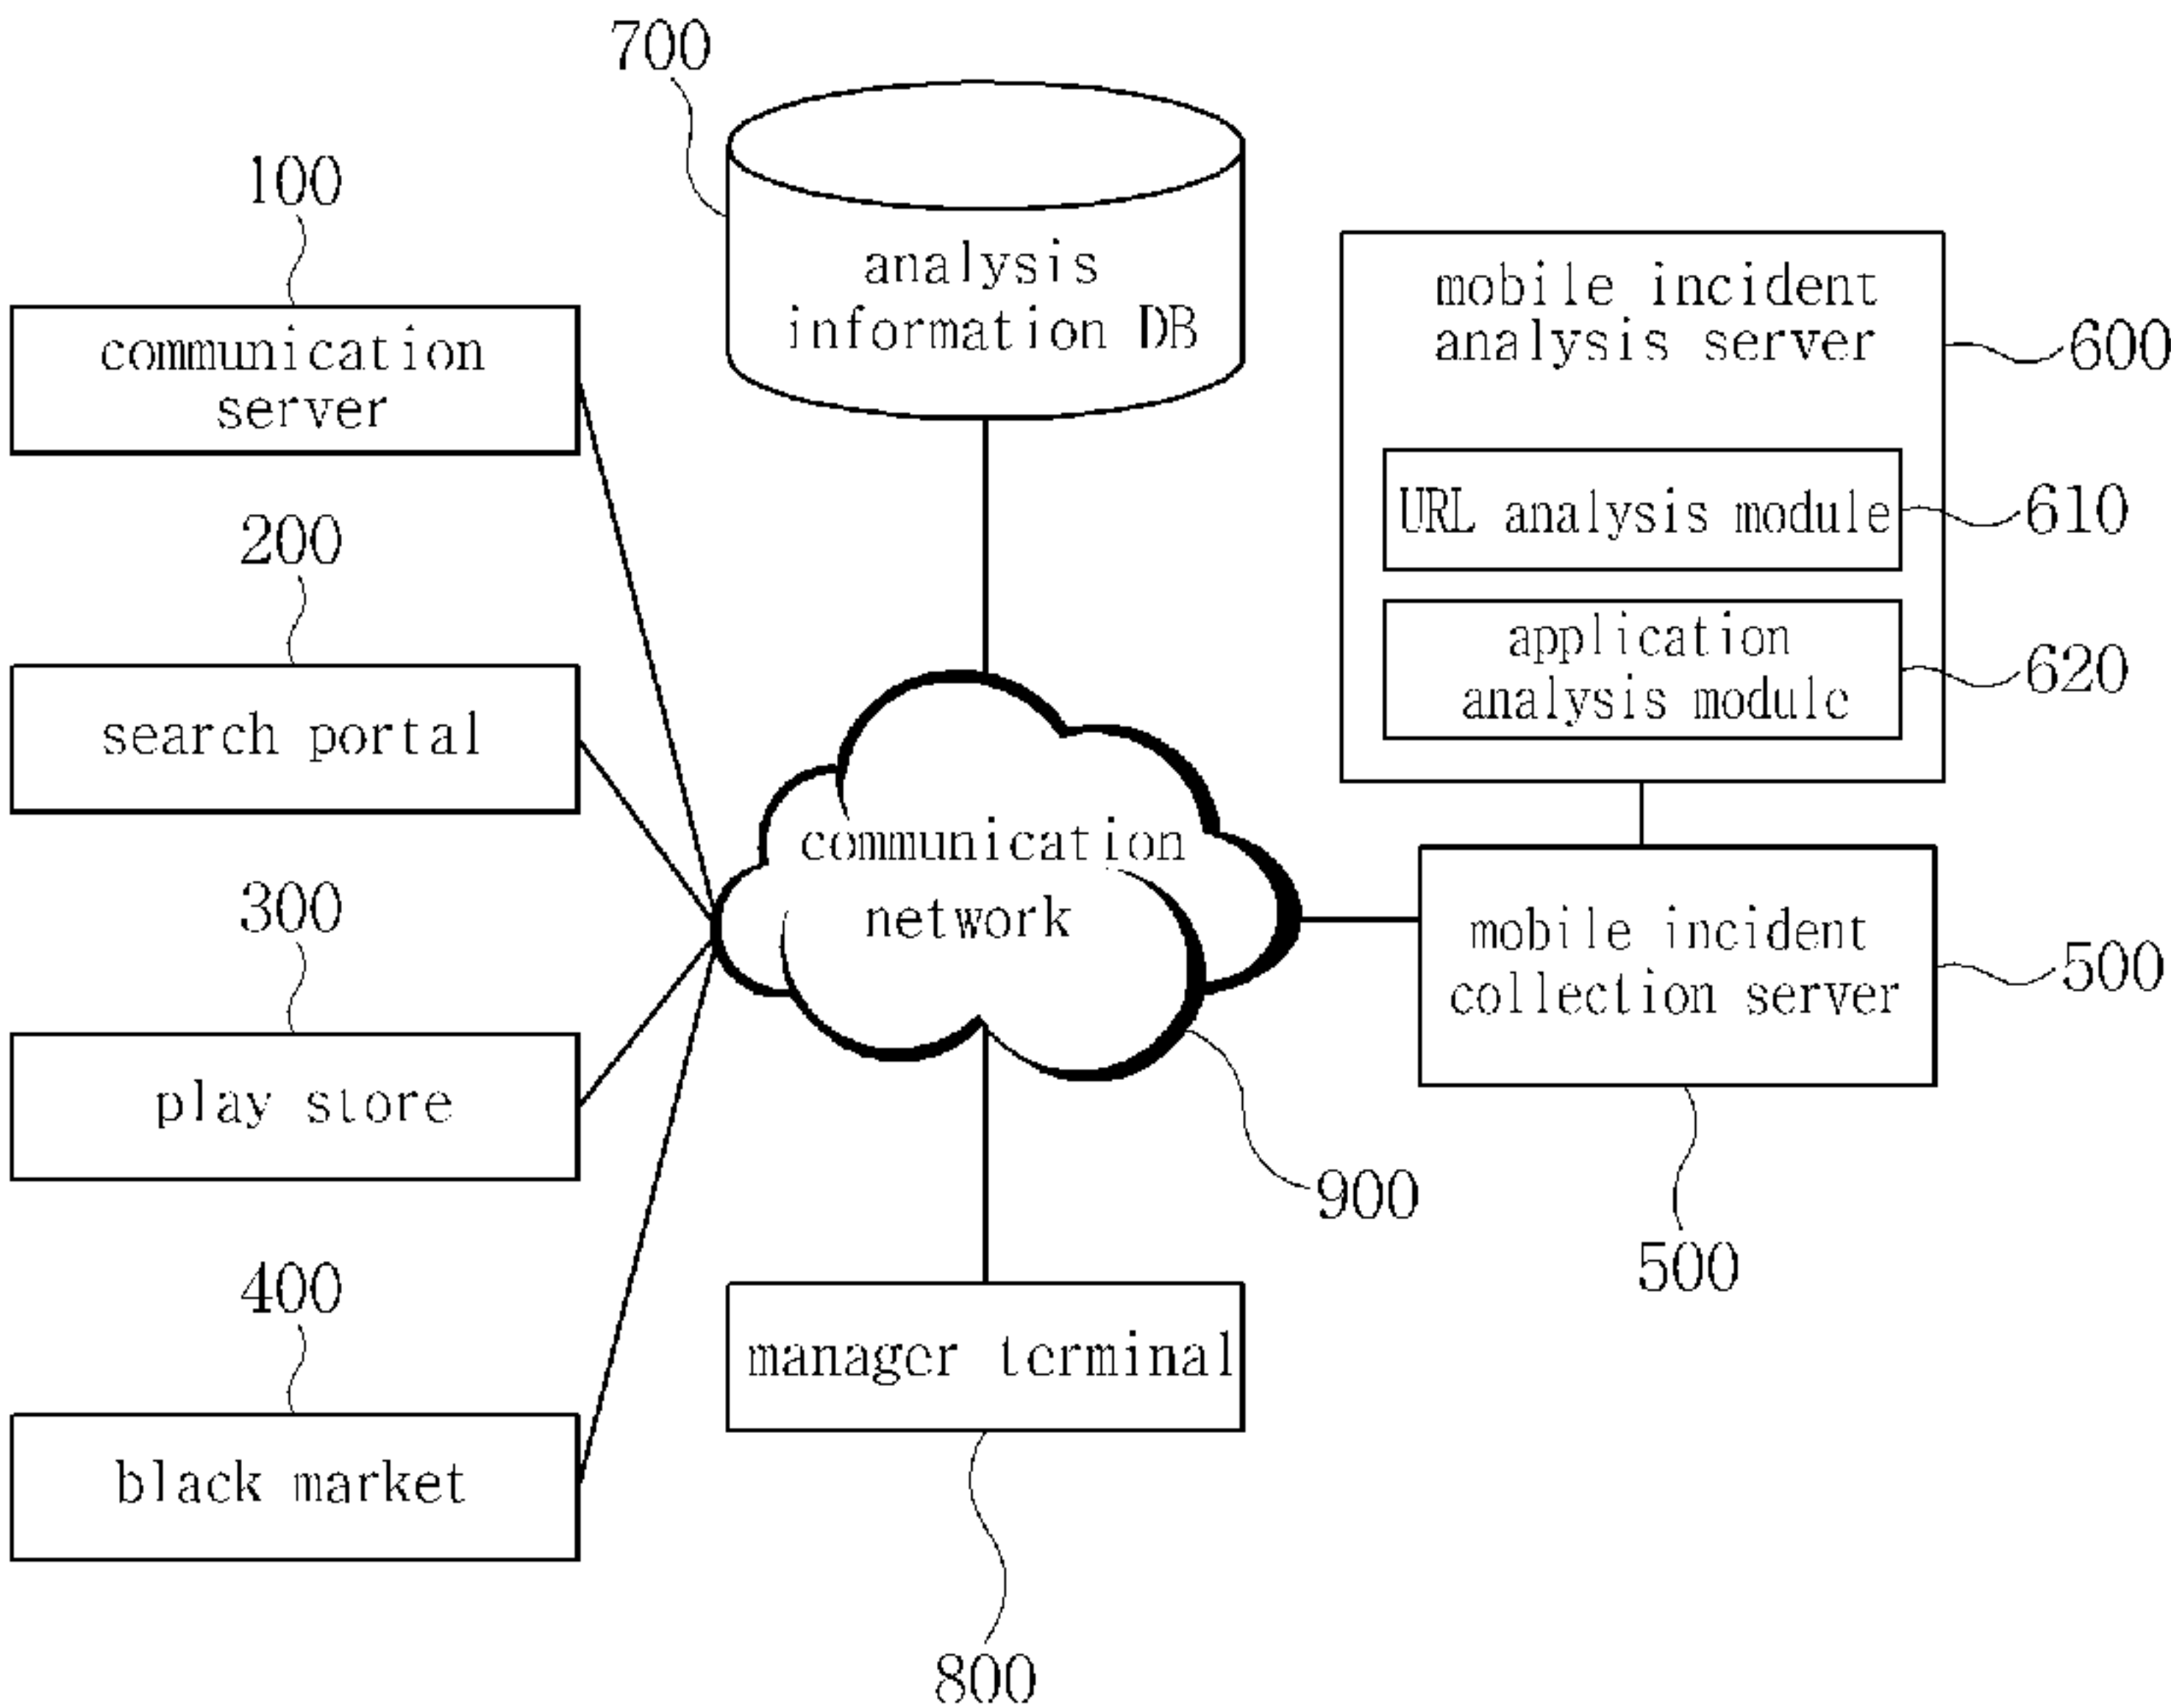 700
analysis
information DB
100
communication
server
200
search portal
300
play store
400
black market
communication
network
900
manager terminal
800
mobile incident
analysis server
600
URL analysis module
610
application
analysis module
620
mobile incident
collection server
500
500